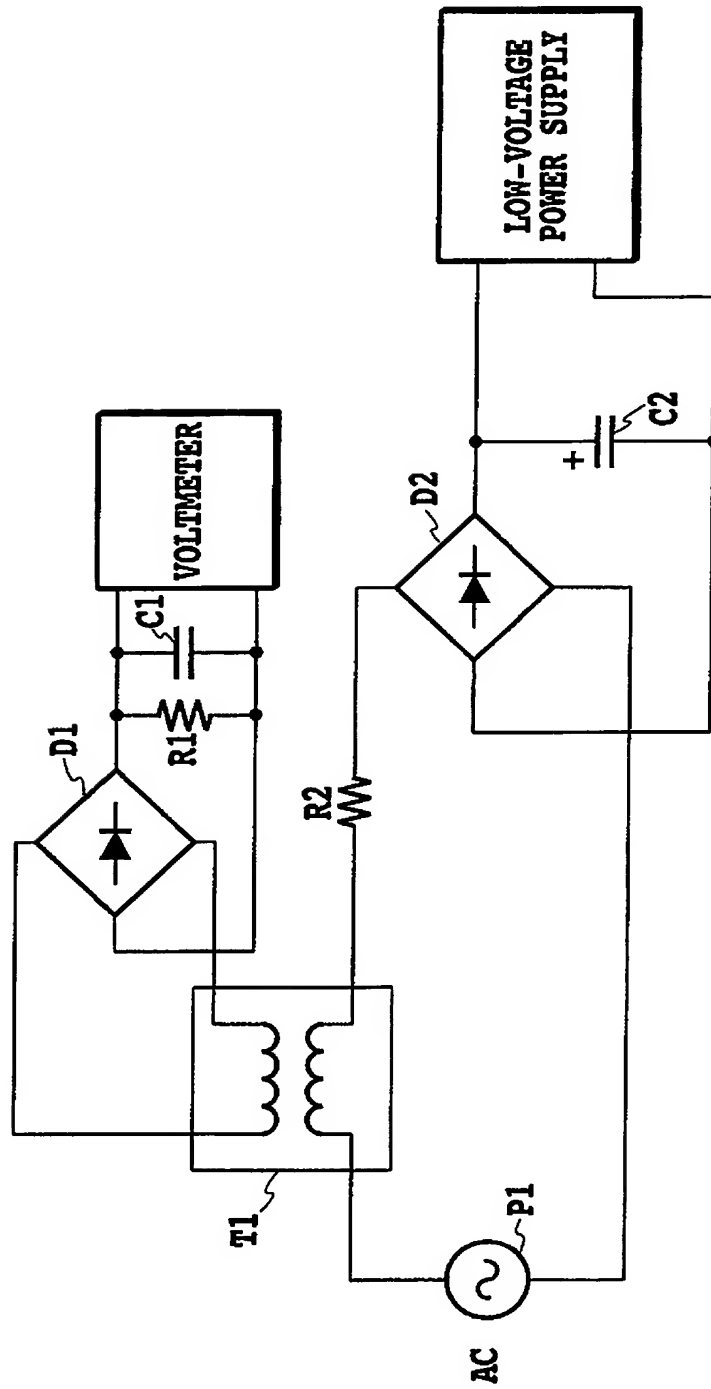 D1
VOLTMETER
R1
C1
T1
R2
D2
LOW-VOLTAGE
POWER SUPPLY
+
C2
AC
P1